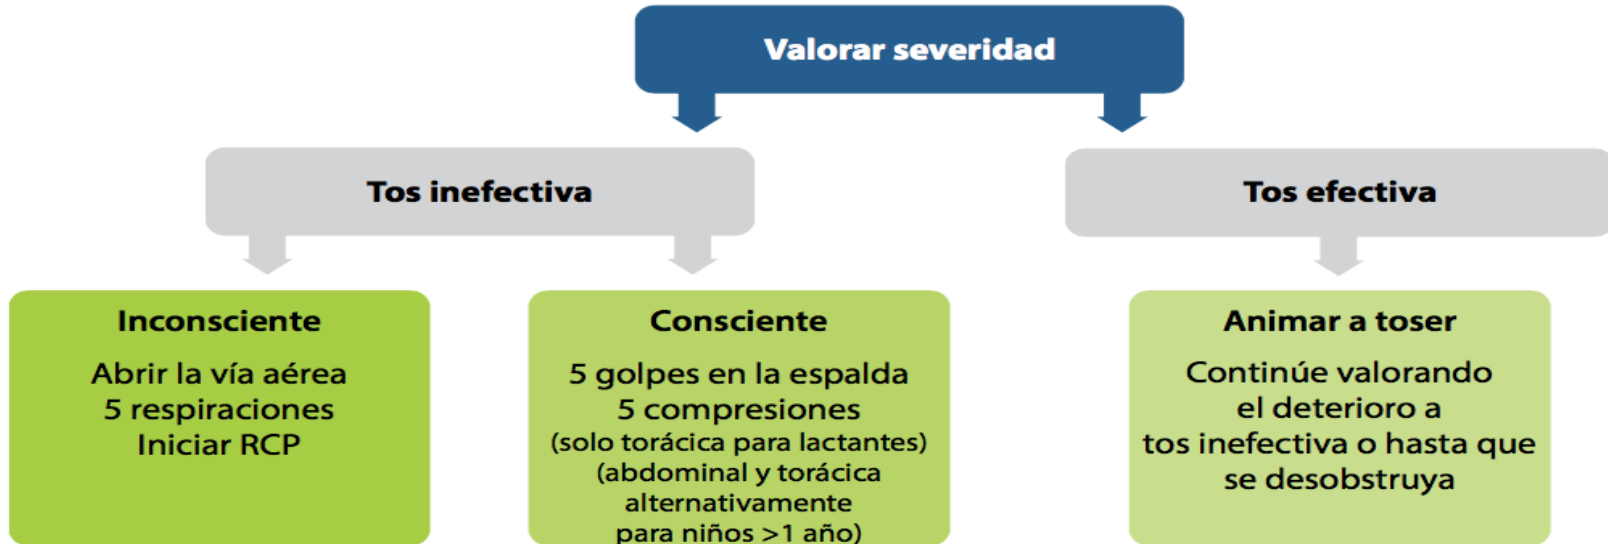 Valorar severidad
Tos inefectiva
Tos efectiva
Inconsciente
Abrir la vía aérea
5 respiraciones
Iniciar RCP
Consciente
5 golpes en la espalda
5 compresiones
(solo torácica para lactantes)
(abdominal y torácica
alternativamente
para niños >1 año)
Animar a toser
Continúe valorando
el deterioro a
tos inefectiva o hasta que
se desobstruya